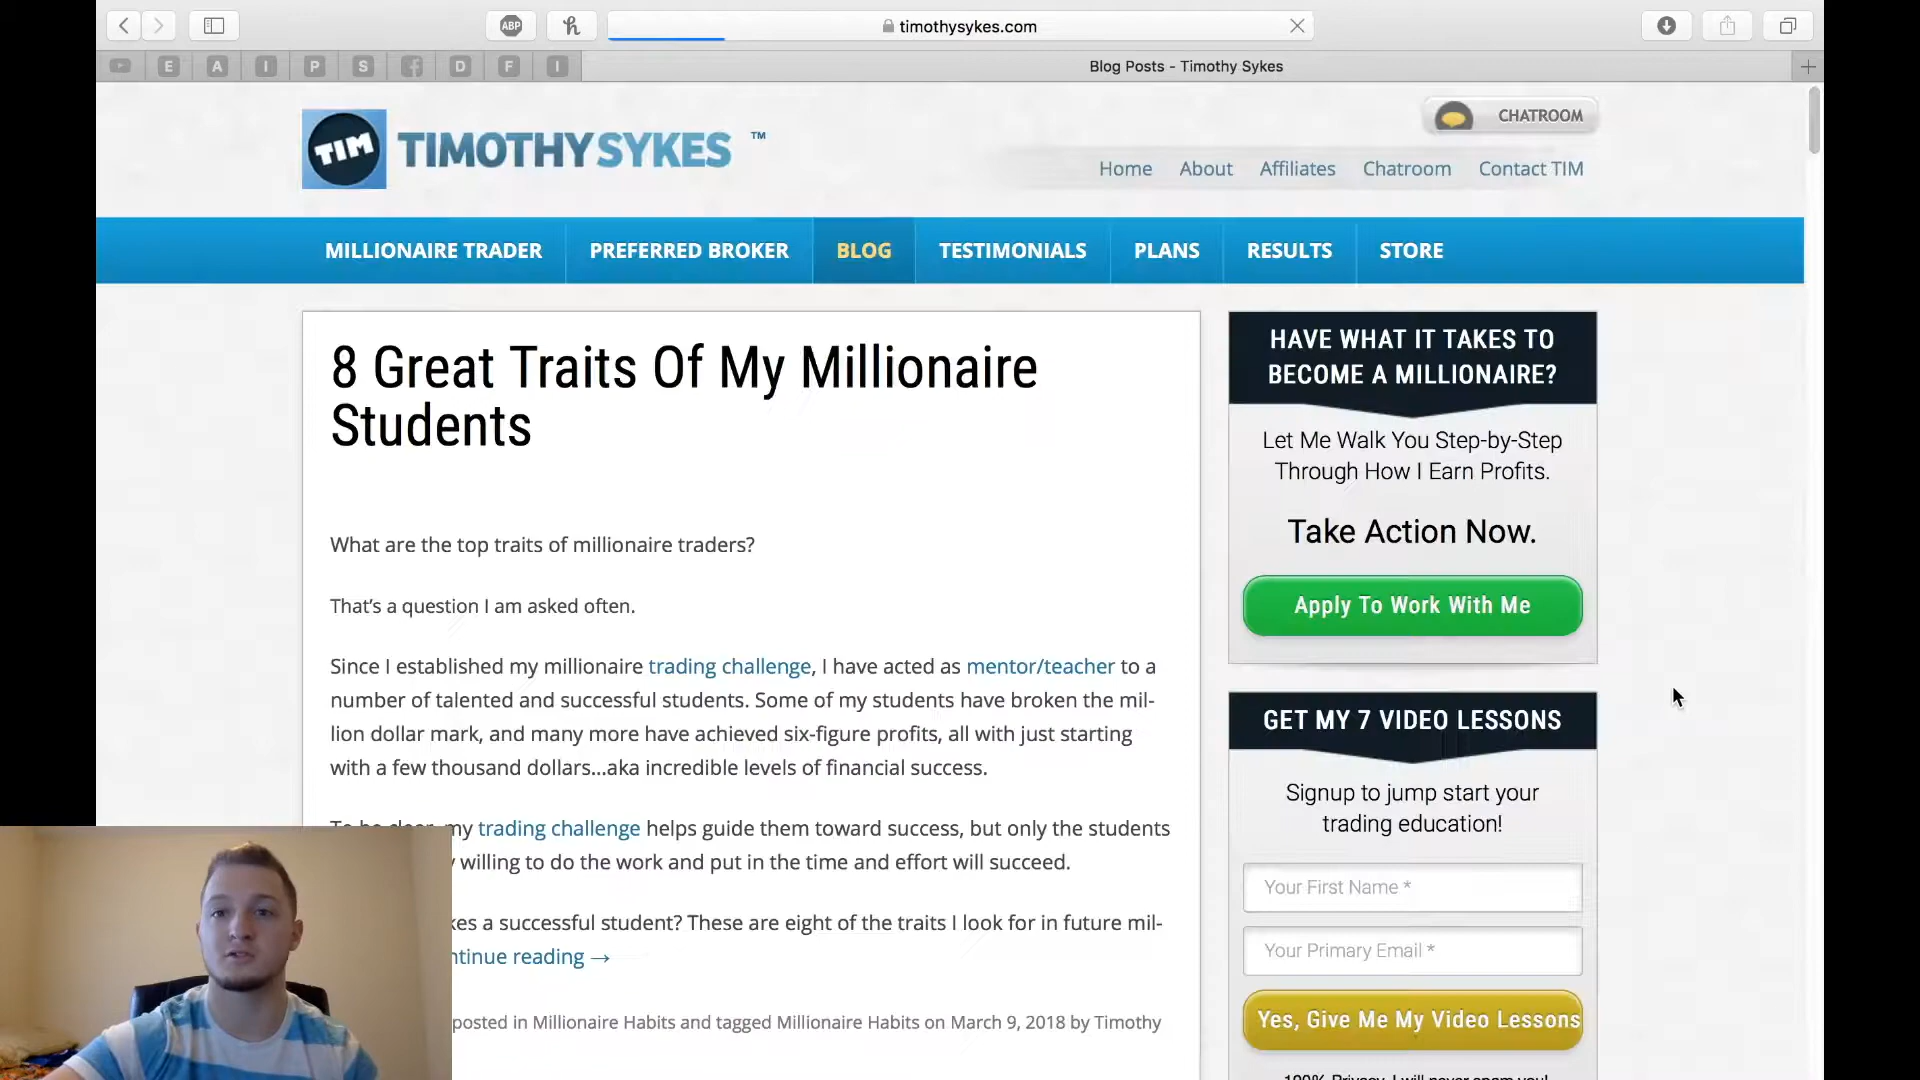 ABP
timothysykes.com
E A I P S D F I
Blog Posts - Timothy Sykes
TIM TIMOTHYSYKES ™
CHATROOM
Home About Affiliates Chatroom Contact TIM
MILLIONAIRE TRADER PREFERRED BROKER BLOG TESTIMONIALS PLANS RESULTS STORE
8 Great Traits Of My Millionaire
Students
What are the top traits of millionaire traders?
That's a question I am asked often.
Since I established my millionaire trading challenge, I have acted as mentor/teacher to a
number of talented and successful students. Some of my students have broken the mil-
lion dollar mark, and many more have achieved six-figure profits, all with just starting
with a few thousand dollars...aka incredible levels of financial success.
my trading challenge helps guide them toward success, but only the students
willing to do the work and put in the time and effort will succeed.
a successful student? These are eight of the traits I look for in future mil-
reading →
posted in Millionaire Habits and tagged Millionaire Habits on March 9, 2018 by Timothy
HAVE WHAT IT TAKES TO
BECOME A MILLIONAIRE?
Let Me Walk You Step-by-Step
Through How I Earn Profits.
Take Action Now.
Apply To Work With Me
GET MY 7 VIDEO LESSONS
Signup to jump start your
trading education!
Your First Name *
Your Primary Email *
Yes, Give Me My Video Lessons